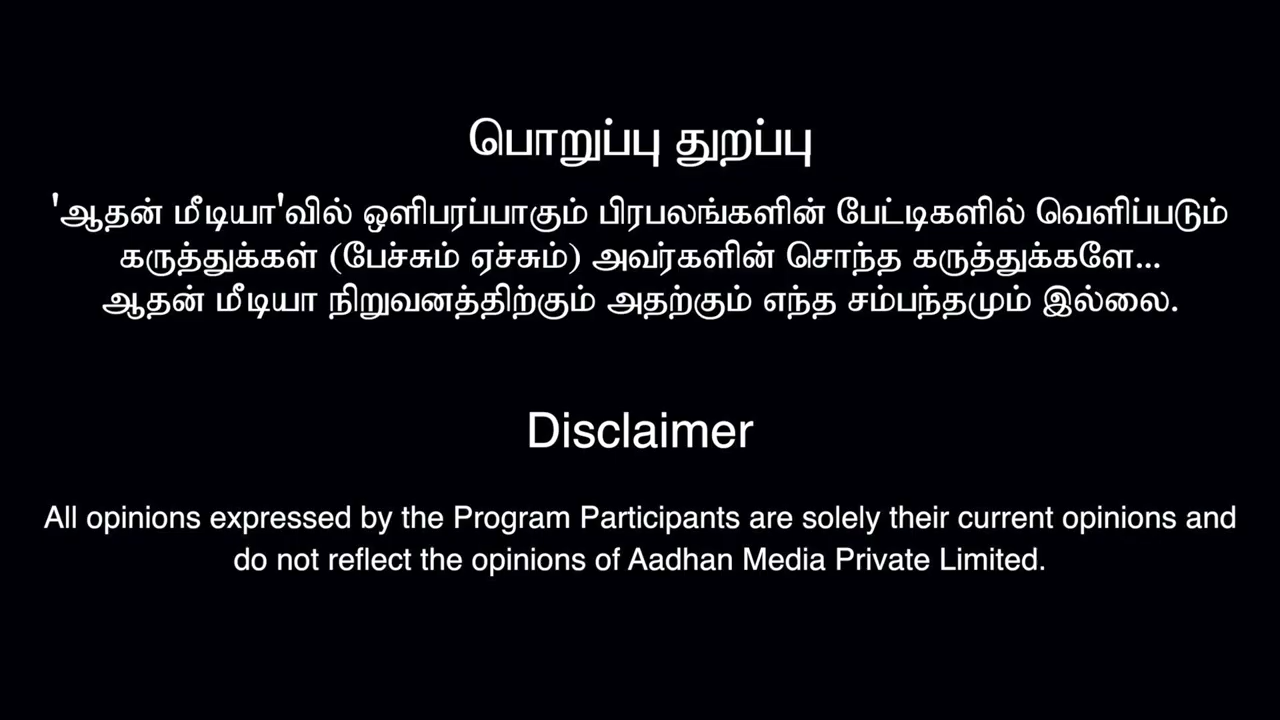 பொறுப்பு துறப்பு
'ஆதன் மீடியா'வில் ஒளிபரப்பாகும் பிரபலங்களின் பேட்டிகளில் வெளிப்படும்
கருத்துக்கள் (பேச்சும் ஏச்சும்) அவர்களின் சொந்த கருத்துக்களே...
ஆதன் மீடியா நிறுவனத்திற்கும் அதற்கும் எந்த சம்பந்தமும் இல்லை.
Disclaimer
All opinions expressed by the Program Participants are solely their current opinions and
do not reflect the opinions of Aadhan Media Private Limited.